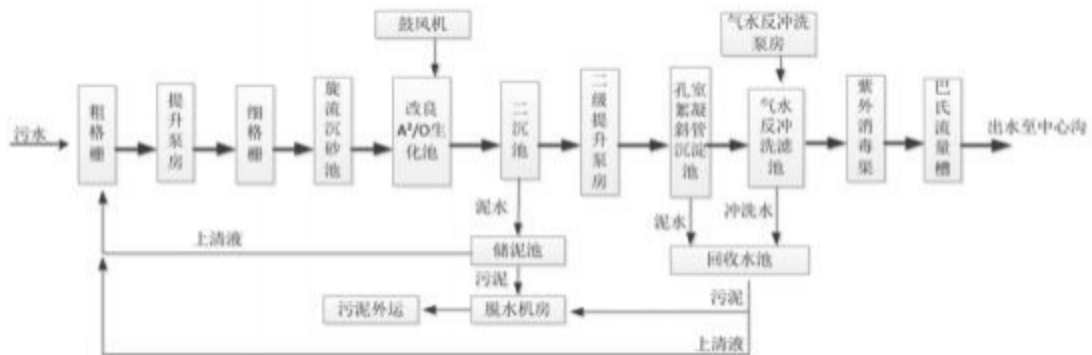 鼓风机
气水反冲洗
泵房
污水
粗格栅
提升泵房
细格栅
旋流沉砂池
改良
A²/O生
化池
二沉池
二级提升泵房
孔室
絮凝
斜管
沉淀
池
气水
反冲
洗滤
池
紫外消毒渠
巴氏流量槽
出水至中心沟
泥水
泥水
冲洗水
上清液
储泥池
回收水池
污泥
污泥
污泥外运
脱水机房
上清液